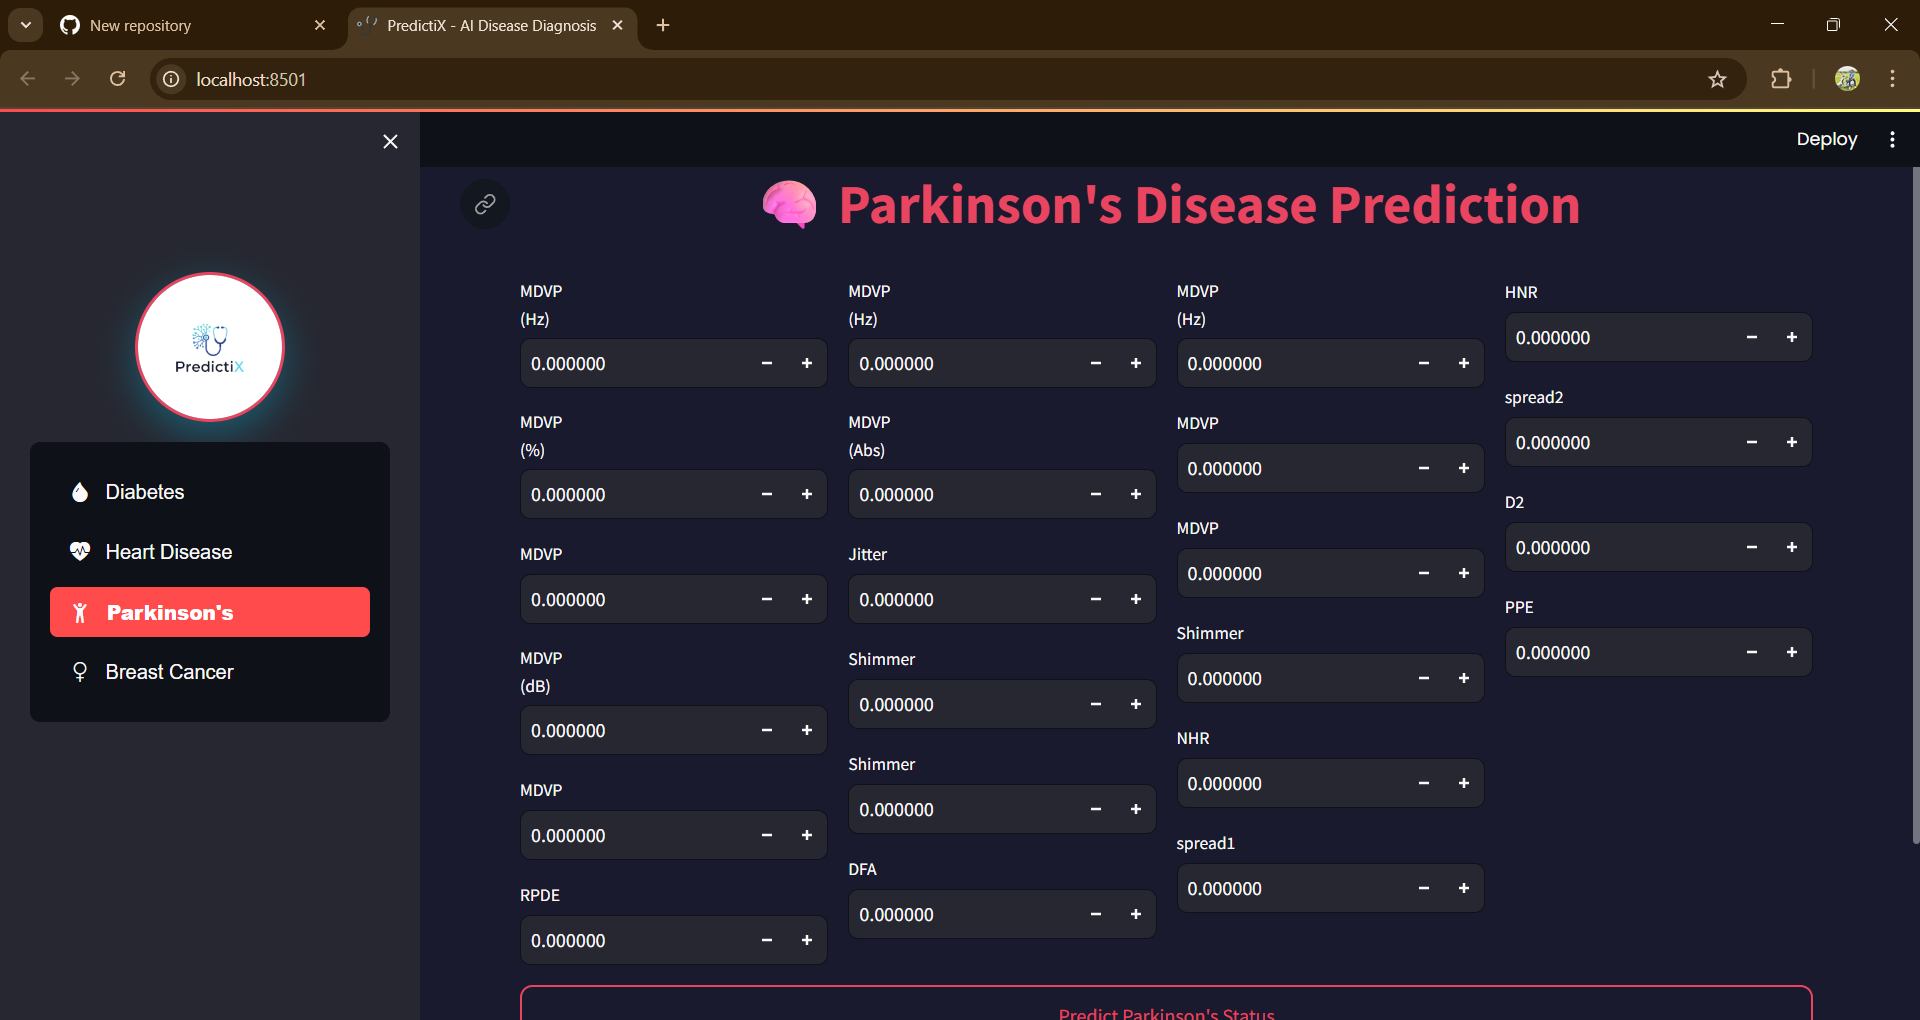 New repository
PredictiX - AI Disease Diagnosis
localhost:8501
Deploy
PredictiX
Diabetes
Heart Disease
Parkinson's
Breast Cancer
Parkinson's Disease Prediction
MDVP
(Hz)
0.000000
MDVP
(%)
0.000000
MDVP
0.000000
MDVP
(dB)
0.000000
MDVP
0.000000
RPDE
0.000000
MDVP
(Hz)
0.000000
MDVP
(Abs)
0.000000
Jitter
0.000000
Shimmer
0.000000
Shimmer
0.000000
DFA
0.000000
MDVP
(Hz)
0.000000
MDVP
0.000000
MDVP
0.000000
Shimmer
0.000000
NHR
0.000000
spread1
0.000000
HNR
0.000000
spread2
0.000000
D2
0.000000
PPE
0.000000
Predict Parkinson's Status